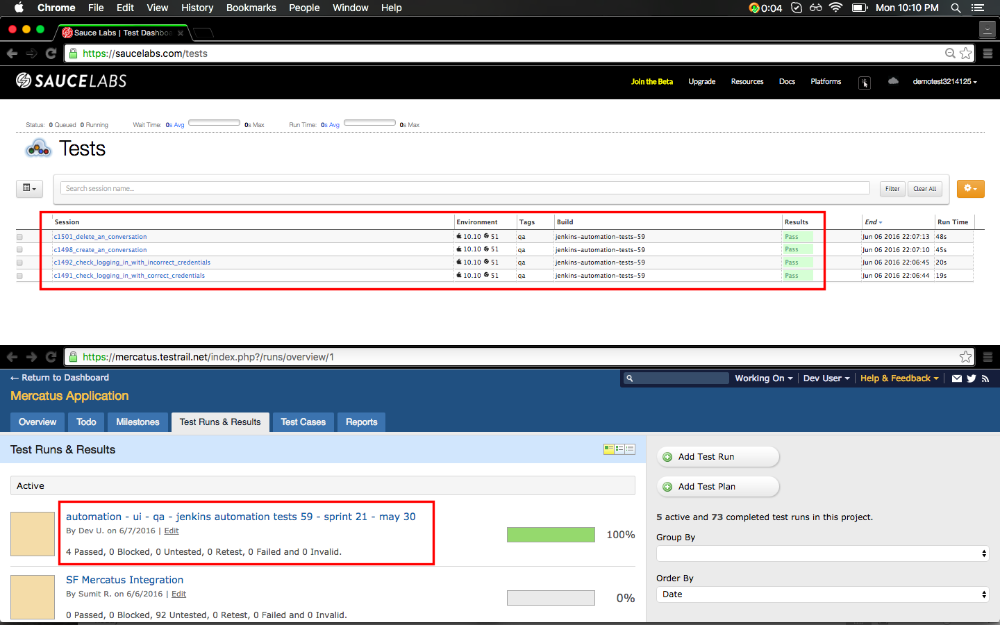 Chrome File Edit View History Bookmarks People Window Help 0:04 Mon 10:10 PM
Sauce Labs | Test Dashboa
https://saucelabs.com/tests
SAUCELABS Join the Beta Upgrade Resources Docs Platforms demotest3214125
Status: 0 Queued 0 Running Wait Time: 0s Avg 0s Max Run Time: 0s Avg 0s Max
Tests
Search session name... Filter Clear All
Session Environment Tags Build Results End Run Time
c1501_delete_an_conversation 10.10 51 qa jenkins-automation-tests-59 Pass Jun 06 2016 22:07:13 48s
c1498_create_an_conversation 10.10 51 qa jenkins-automation-tests-59 Pass Jun 06 2016 22:07:10 45s
c1492_check_logging_in_with_incorrect_credentials 10.10 51 qa jenkins-automation-tests-59 Pass Jun 06 2016 22:06:45 20s
c1491_check_logging_in_with_correct_credentials 10.10 51 qa jenkins-automation-tests-59 Pass Jun 06 2016 22:06:44 19s
https://mercatus.testrail.net/index.php?/runs/overview/1
← Return to Dashboard Working On Dev User Help & Feedback
Mercatus Application
Overview Todo Milestones Test Runs & Results Test Cases Reports
Test Runs & Results
Active
automation - ui - qa - jenkins automation tests 59 - sprint 21 - may 30
By Dev U. on 6/7/2016 | Edit
4 Passed, 0 Blocked, 0 Untested, 0 Retest, 0 Failed and 0 Invalid.
100%
SF Mercatus Integration
By Sumit R. on 6/6/2016 | Edit
0 Passed, 0 Blocked, 92 Untested, 0 Retest, 0 Failed and 0 Invalid.
0%
Add Test Run
Add Test Plan
5 active and 73 completed test runs in this project.
Group By
Order By
Date